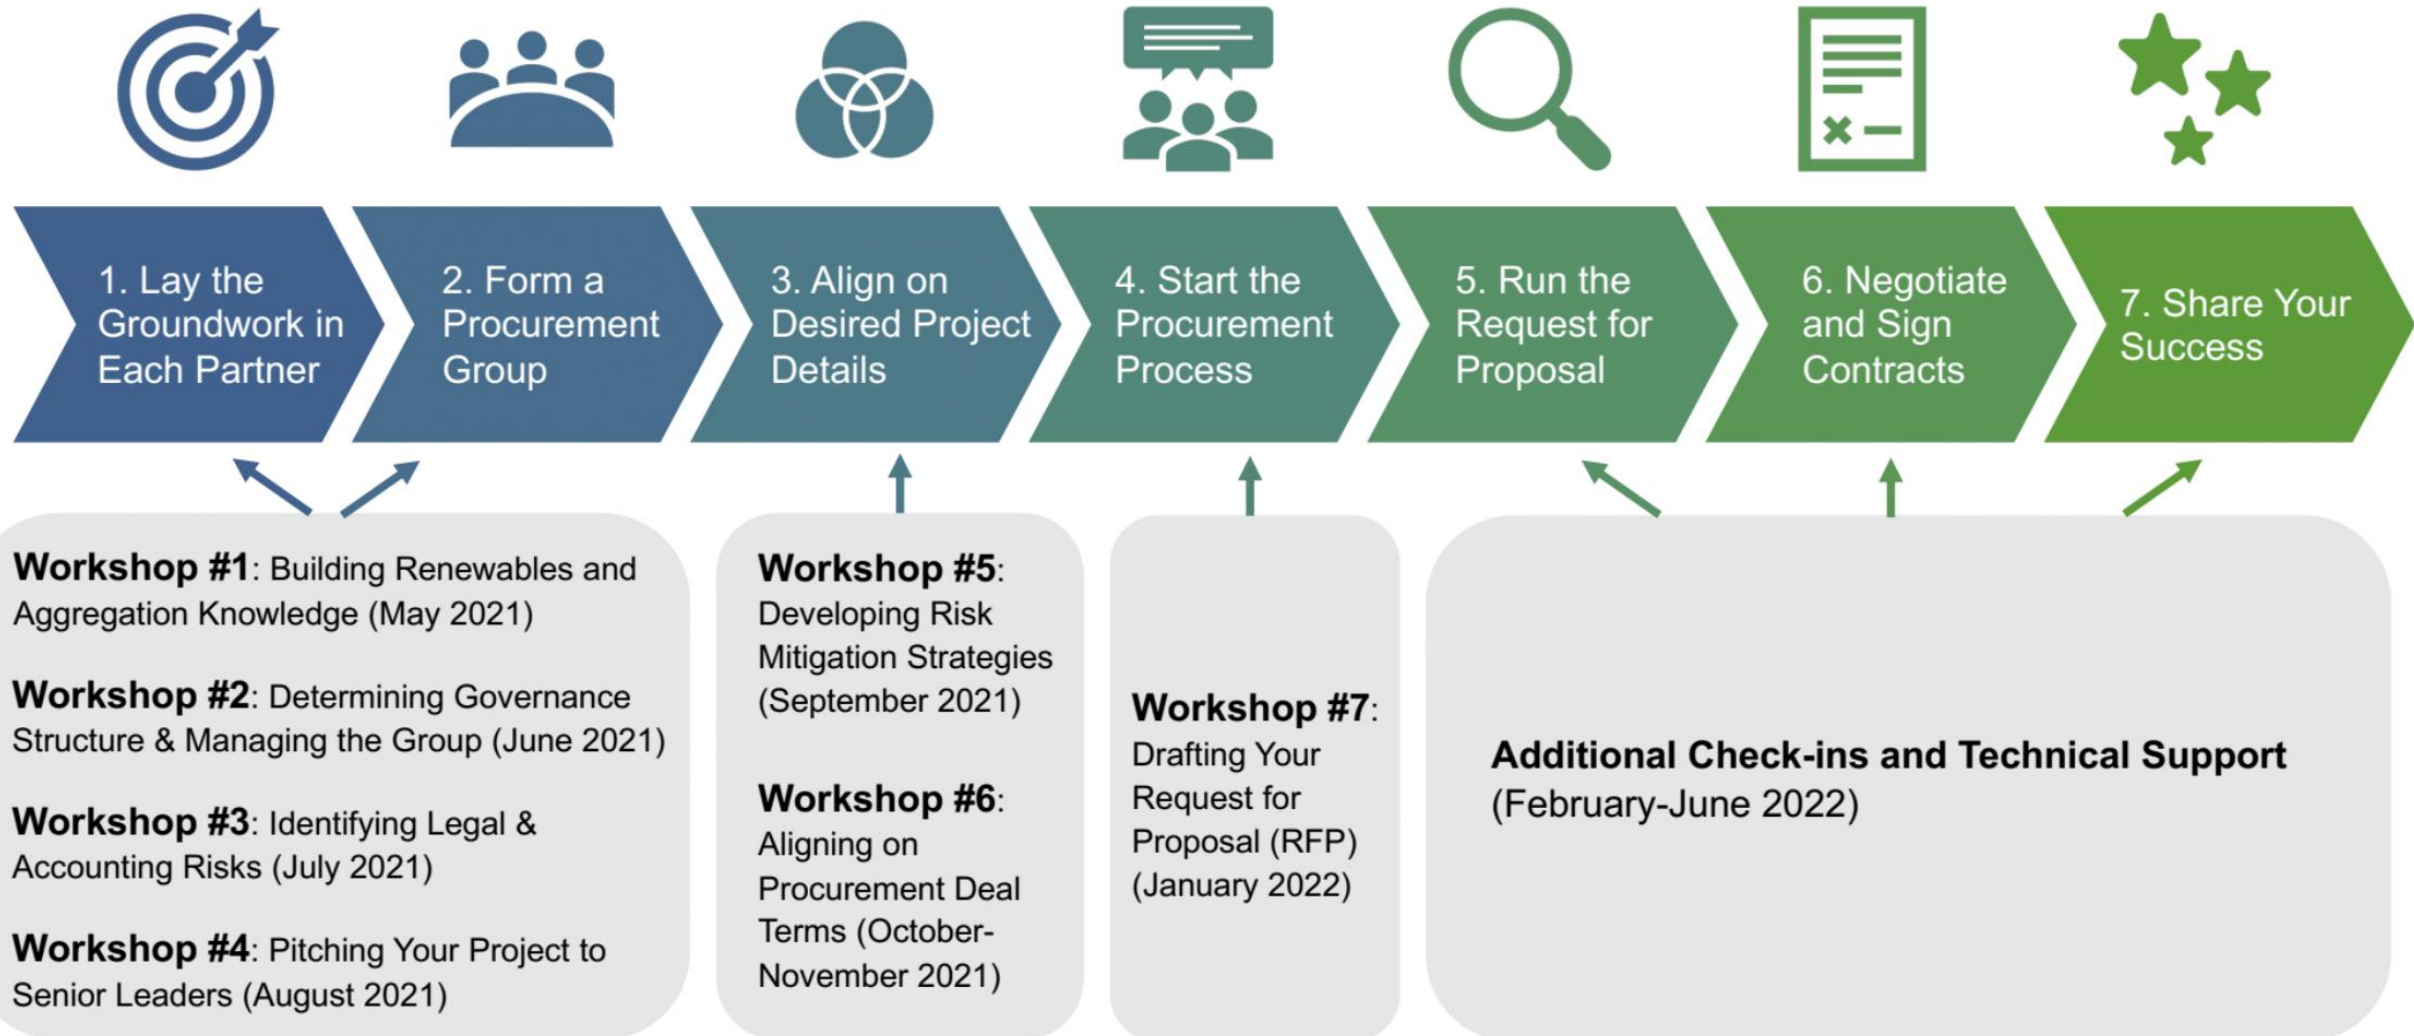 1. Lay the
Groundwork in
Each Partner
2. Form a
Procurement
Group
3. Align on
Desired Project
Details
4. Start the
Procurement
Process
5. Run the
Request for
Proposal
6. Negotiate
and Sign
Contracts
7. Share Your
Success
Workshop #1: Building Renewables and
Aggregation Knowledge (May 2021)
Workshop #2: Determining Governance
Structure & Managing the Group (June 2021)
Workshop #3: Identifying Legal &
Accounting Risks (July 2021)
Workshop #4: Pitching Your Project to
Senior Leaders (August 2021)
Workshop #5:
Developing Risk
Mitigation Strategies
(September 2021)
Workshop #6:
Aligning on
Procurement Deal
Terms (October-
November 2021)
Workshop #7:
Drafting Your
Request for
Proposal (RFP)
(January 2022)
Additional Check-ins and Technical Support
(February-June 2022)